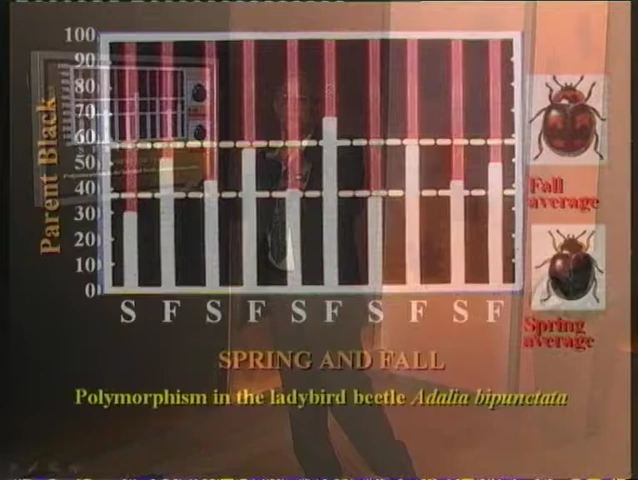 100
90
80
70
60
50
40
30
20
10
0
Parent Black
S F S F S F S F S F
SPRING AND FALL
Polymorphism in the ladybird beetle Adalia bipunctata
Fall
average
Spring
average